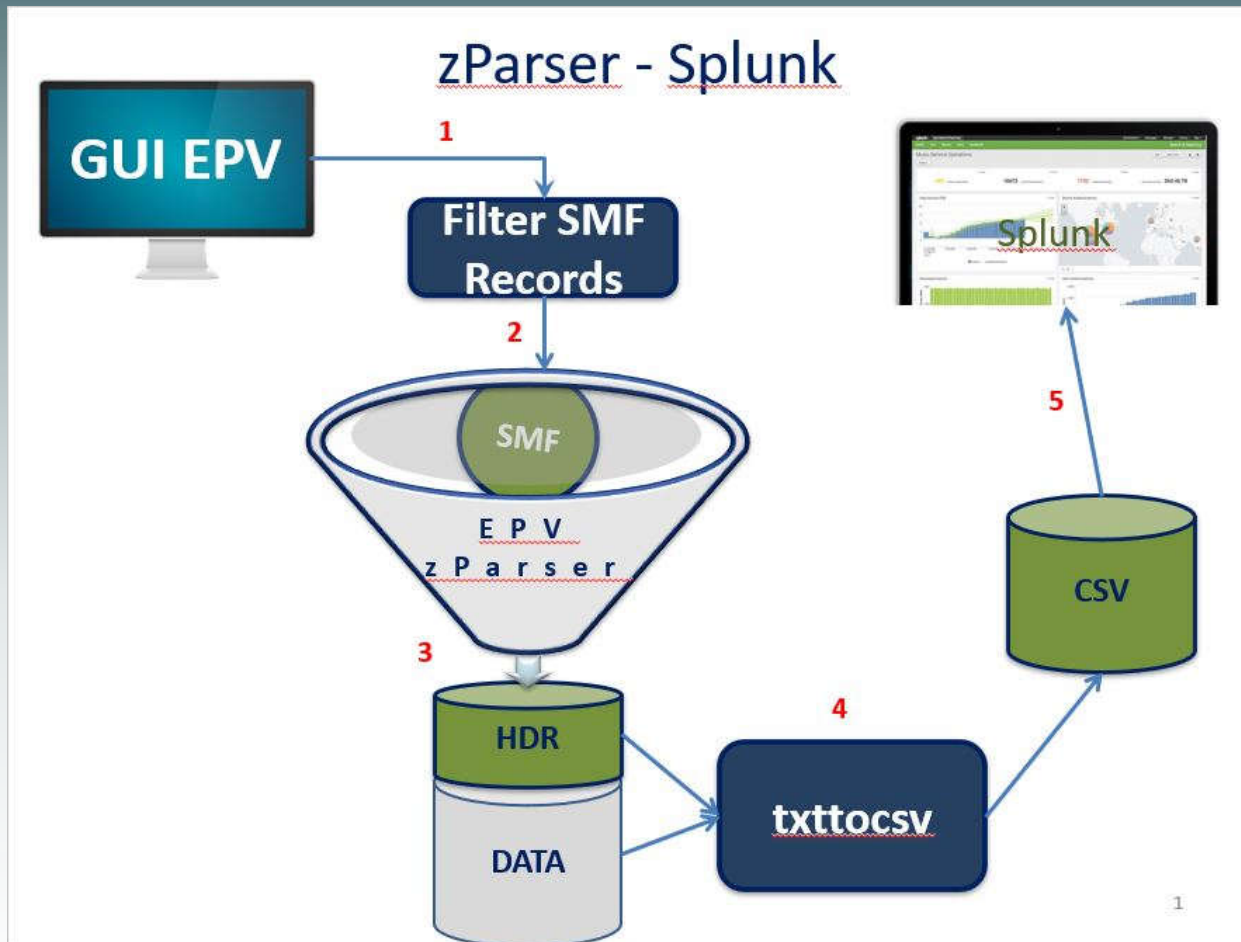 zParser - Splunk
GUI EPV
1
Filter SMF
Records
2
SMF
E P V
z P a r s e r
3
HDR
DATA
4
txttocsv
CSV
5
Splunk
1